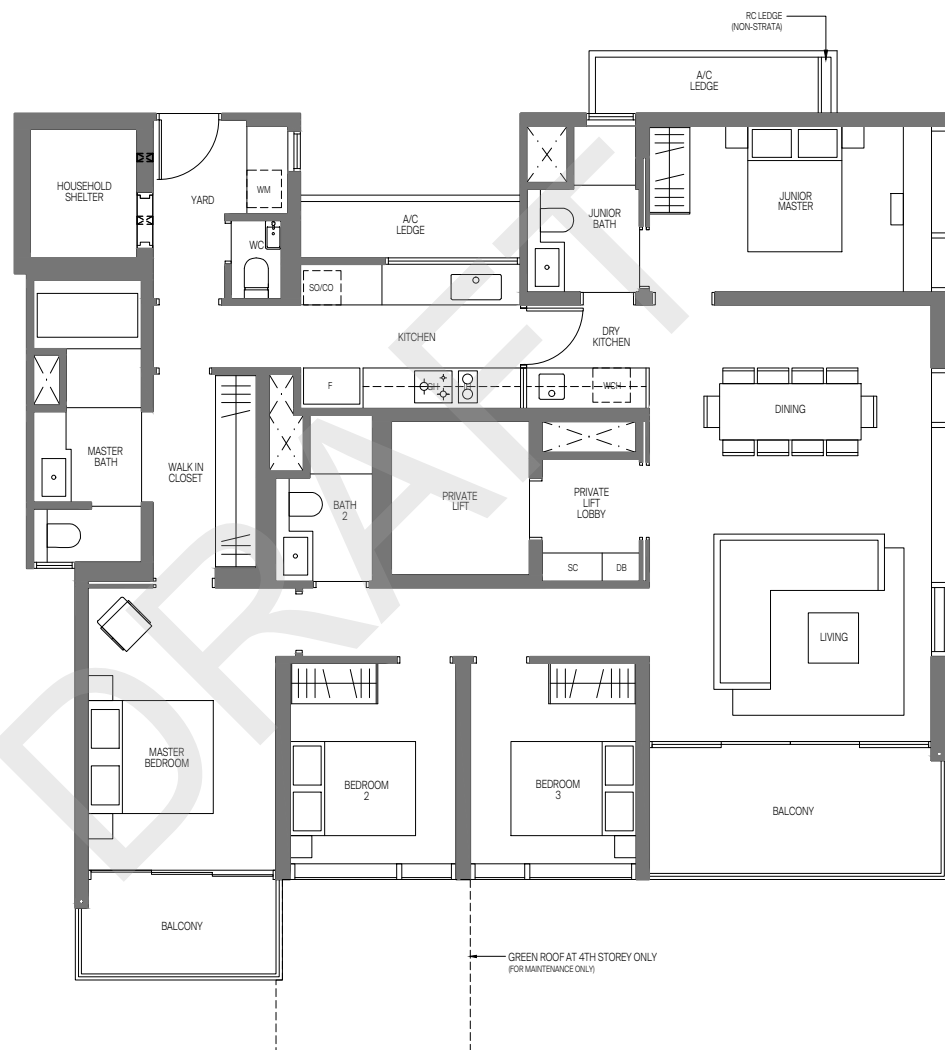 RC LEDGE
(NON-STRATA)
A/C
LEDGE
HOUSEHOLD
SHELTER
YARD
WM
WC
A/C
LEDGE
JUNIOR
BATH
JUNIOR
MASTER
SO/CO
KITCHEN
DRY
KITCHEN
F
GH
IH
WCH
DINING
MASTER
BATH
WALK IN
CLOSET
BATH
2
PRIVATE
LIFT
PRIVATE
LIFT
LOBBY
SC
DB
LIVING
MASTER
BEDROOM
BEDROOM
2
BEDROOM
3
BALCONY
BALCONY
GREEN ROOF AT 4TH STOREY ONLY
(FOR MAINTENANCE ONLY)
DRAFT